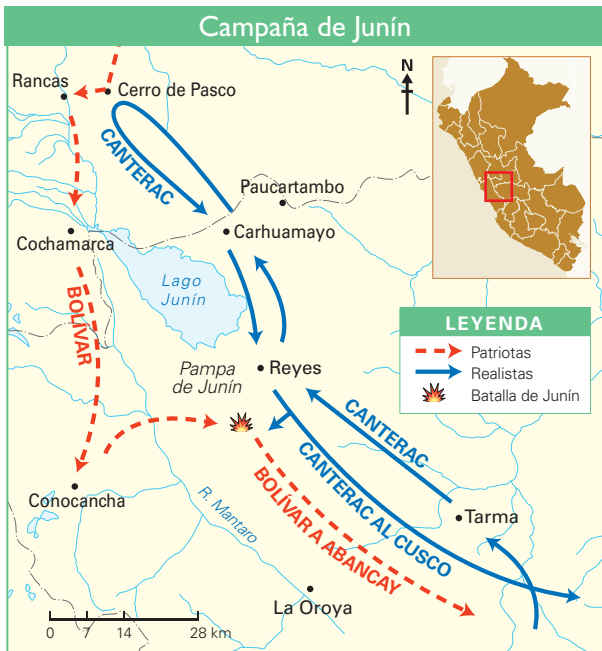 Campaña de Junín
N
Rancas
Cerro de Pasco
CANTERAC
Paucartambo
Carhuamayo
Cochamarca
Lago
Junín
BOLÍVAR
LEYENDA
Patriotas
Realistas
Batalla de Junín
Pampa
de Junín
Reyes
CANTERAC
CANTERAC AL CUSCO
BOLÍVAR A ABANCAY
Conocancha
R. Mantaro
Tarma
La Oroya
0 7 14 28 km